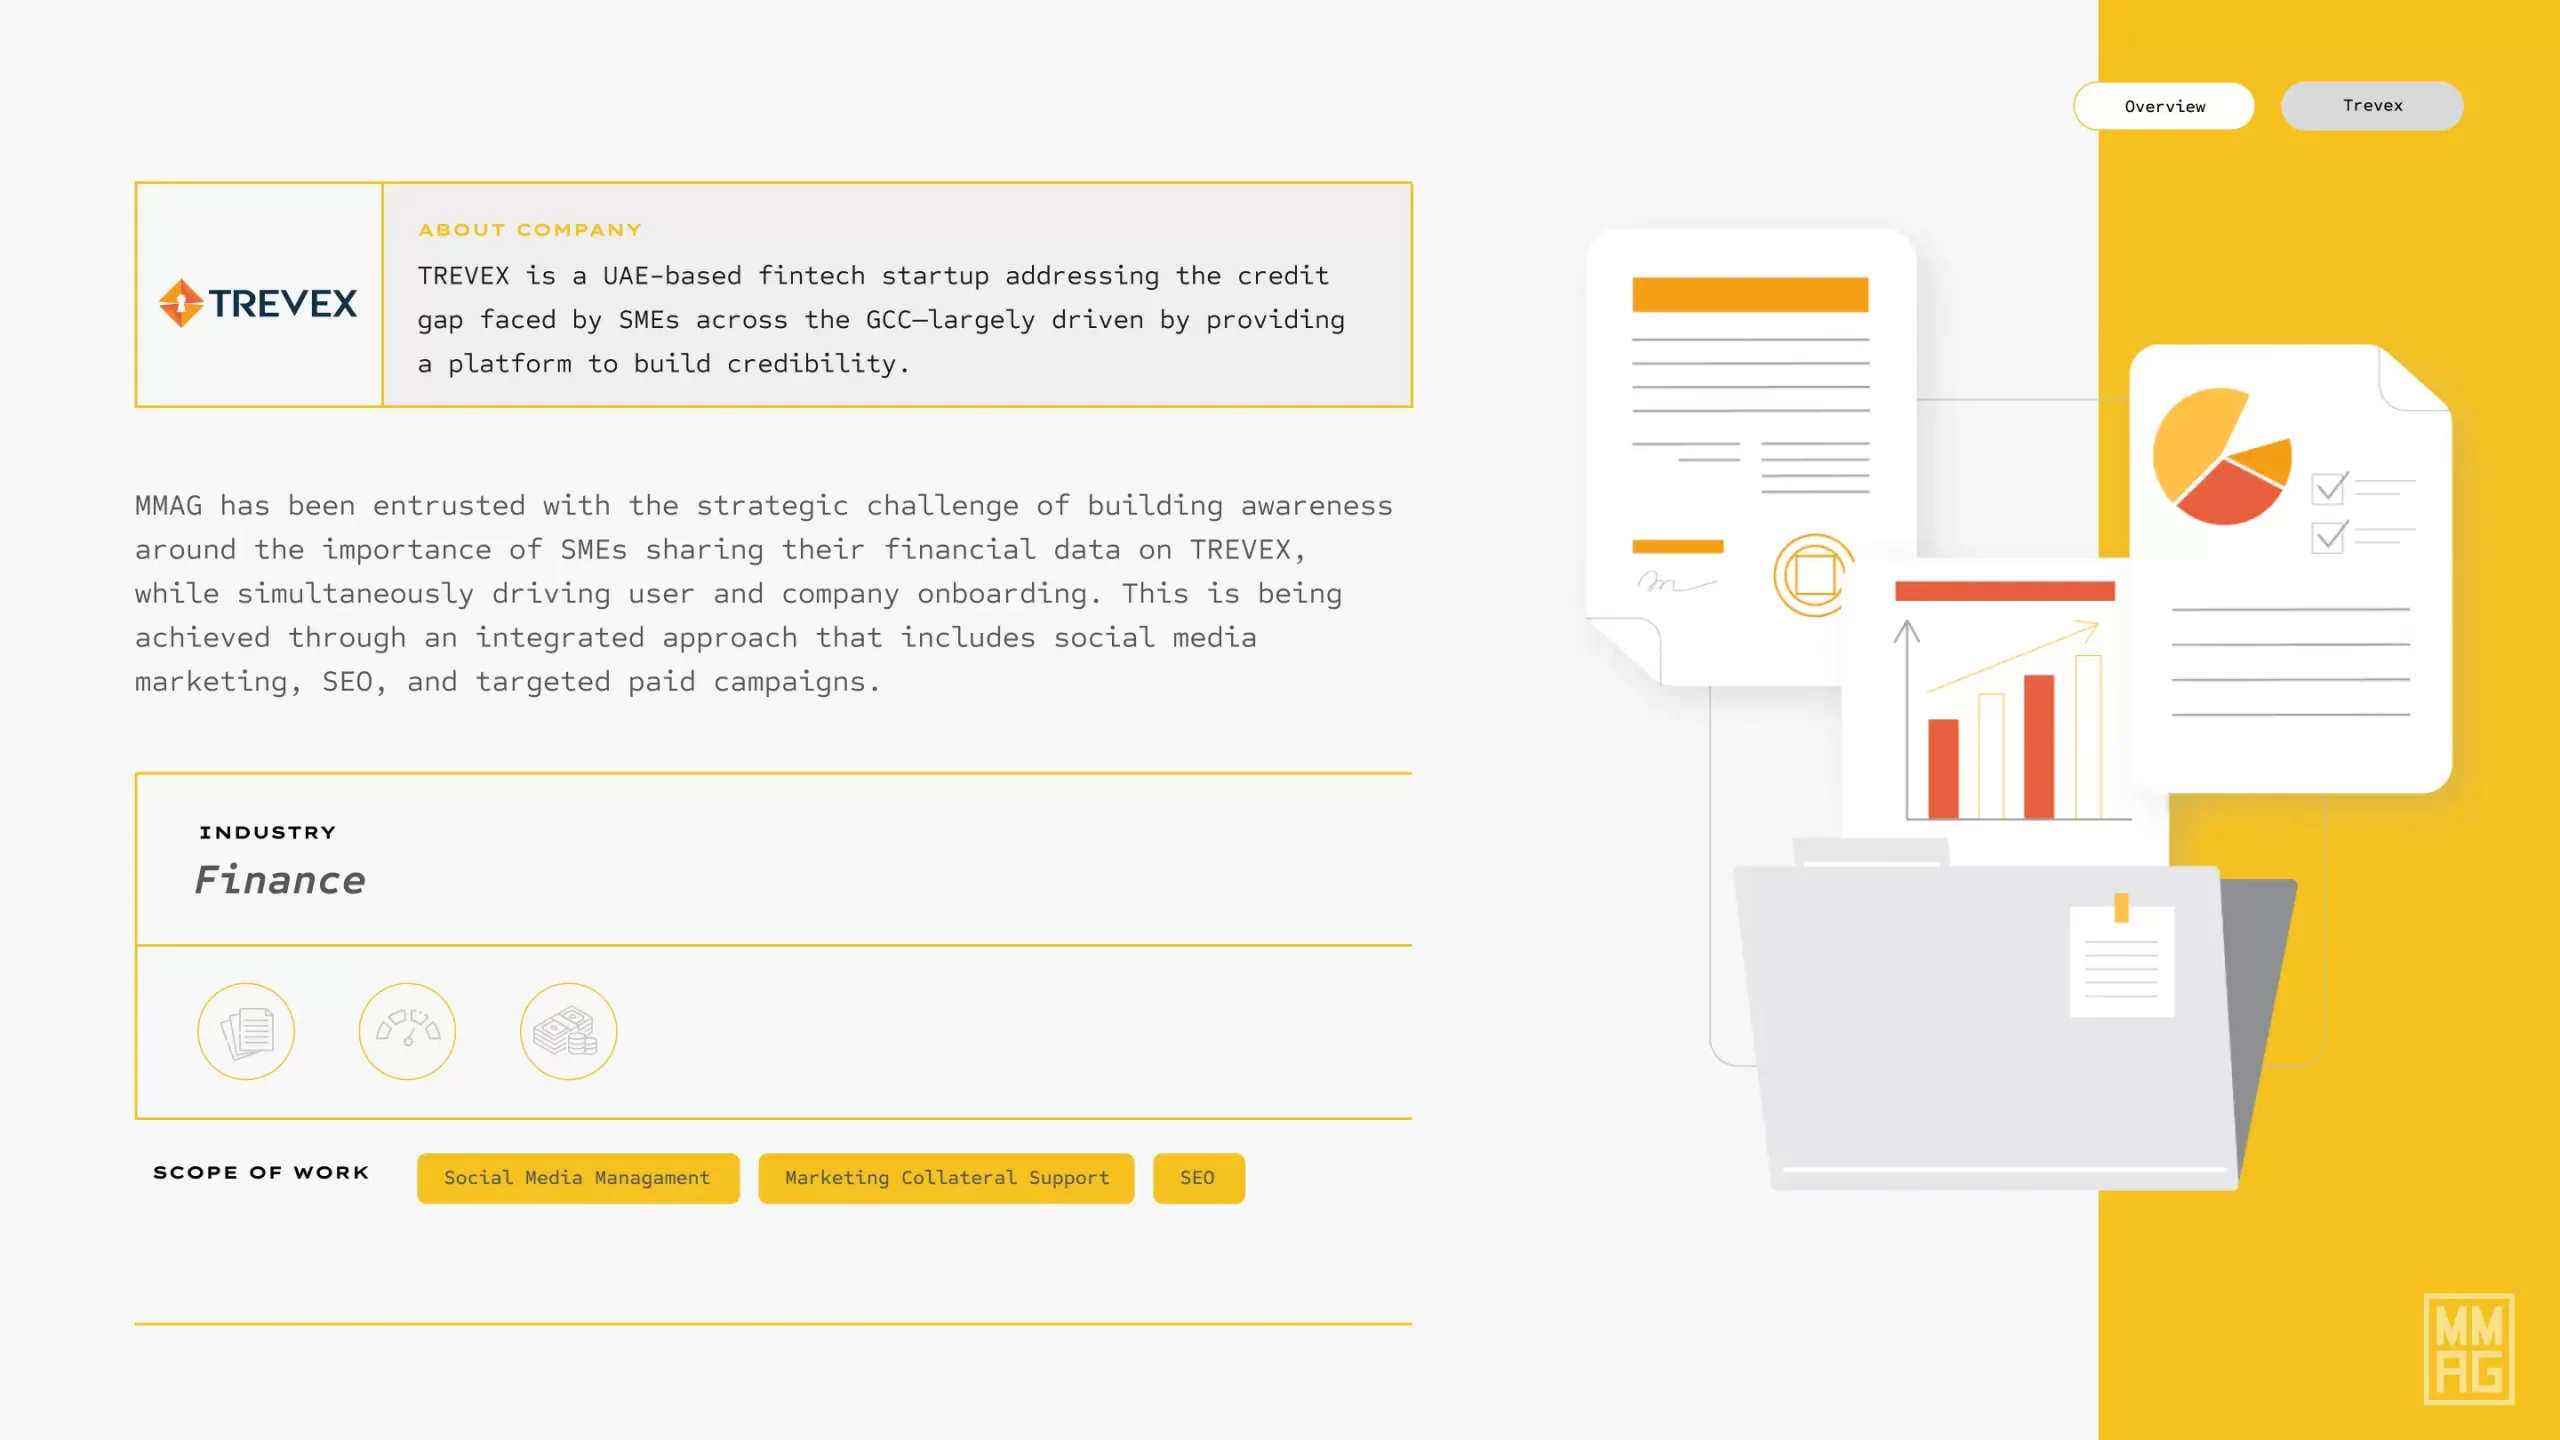 Overview
Trevex
TREVEX
ABOUT COMPANY
TREVEX is a UAE-based fintech startup addressing the credit
gap faced by SMEs across the GCC—largely driven by providing
a platform to build credibility.
MMAG has been entrusted with the strategic challenge of building awareness
around the importance of SMEs sharing their financial data on TREVEX,
while simultaneously driving user and company onboarding. This is being
achieved through an integrated approach that includes social media
marketing, SEO, and targeted paid campaigns.
INDUSTRY
Finance
SCOPE OF WORK
Social Media Managament
Marketing Collateral Support
SEO
MM
AG